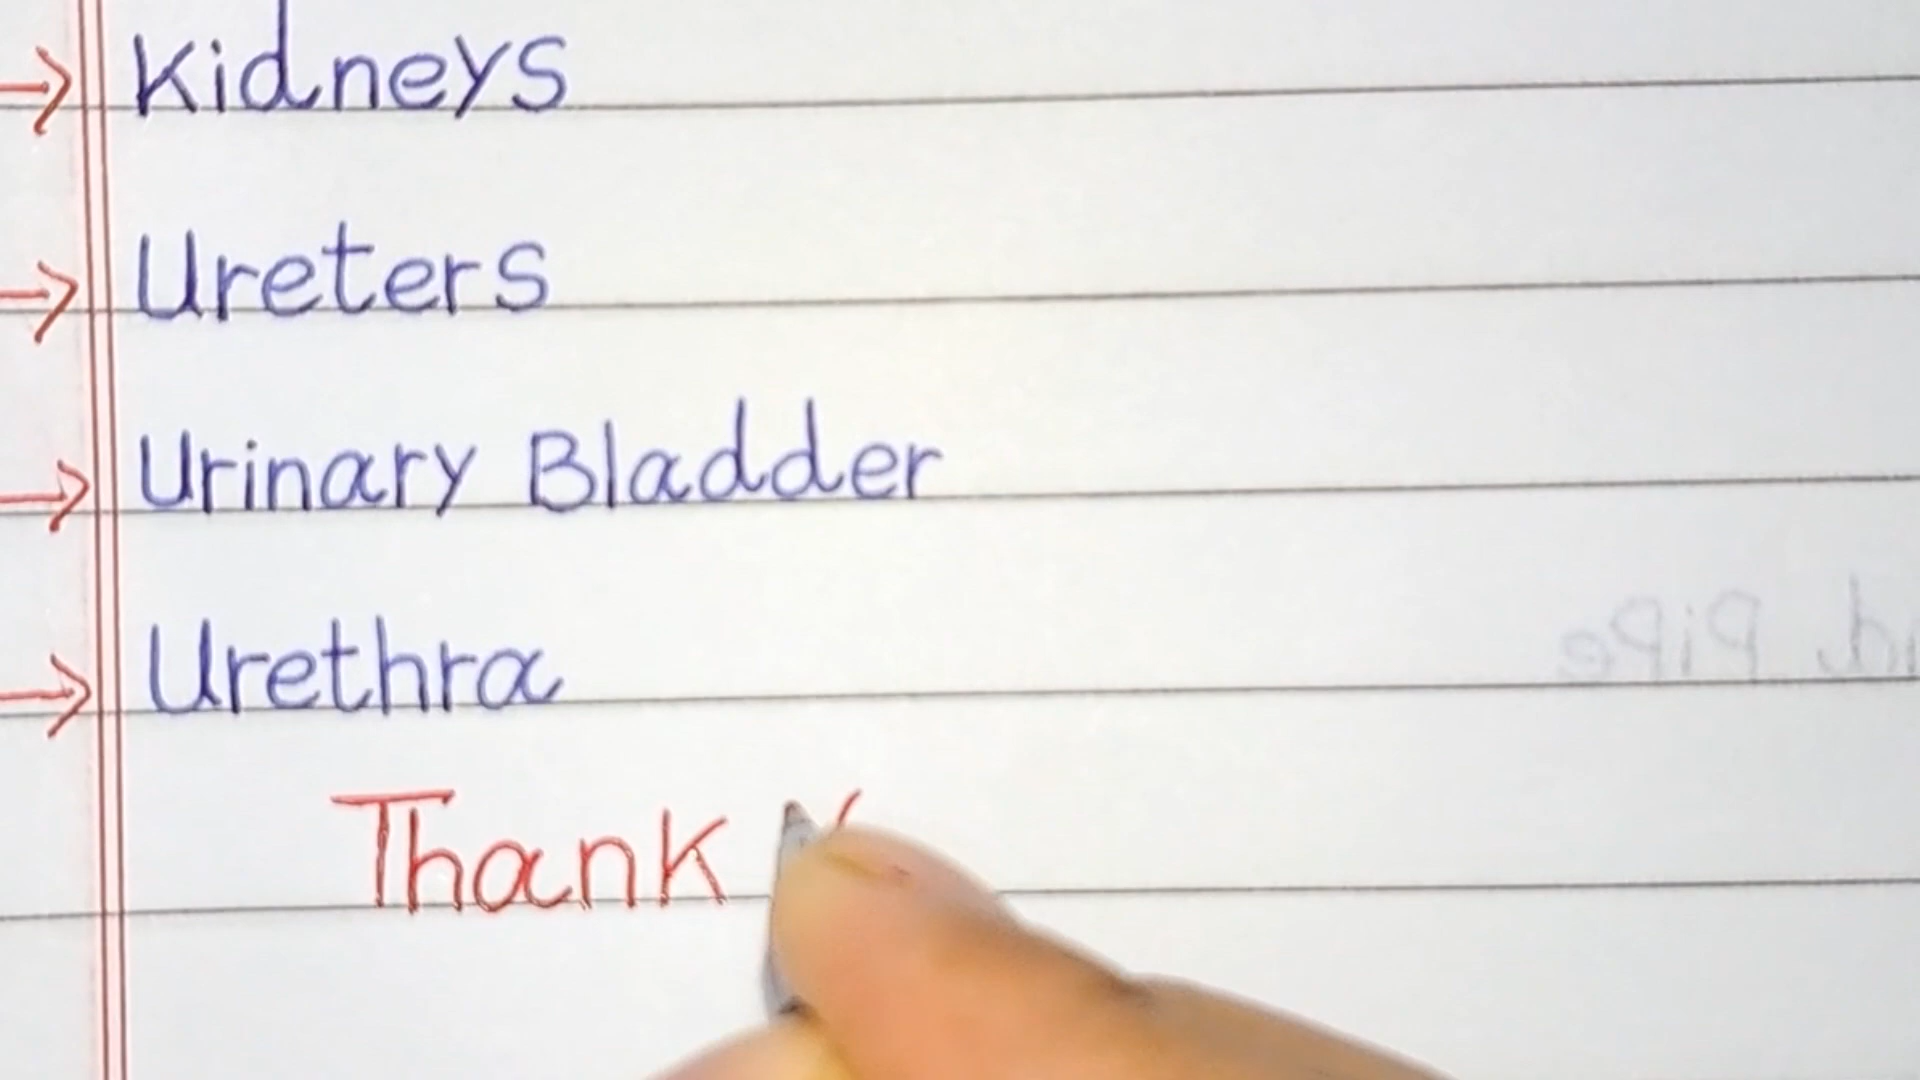 → Kidneys
→ Ureters
→ Urinary Bladder
→ Urethra
Thank